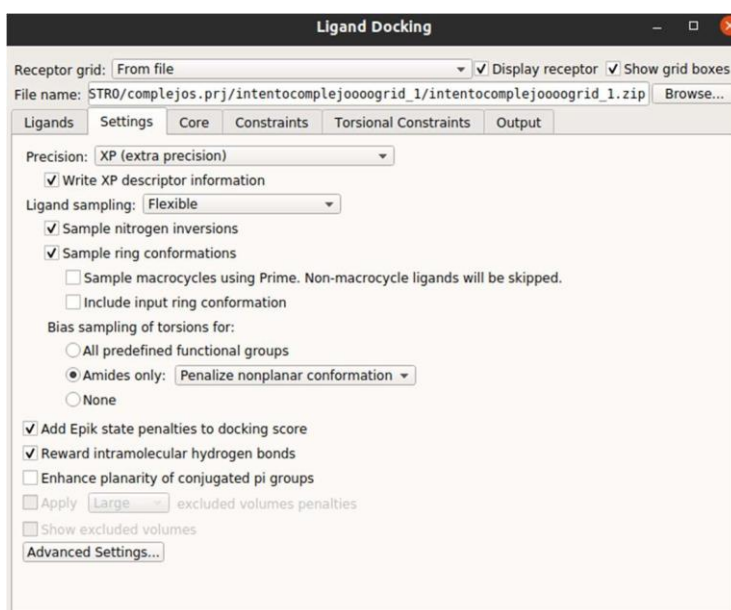 Ligand Docking
Receptor grid: From file Display receptor Show grid boxes
File name: STRO/complejos.prj/intentocomplejoooogrid_1/intentocomplejoooogrid_1.zip Browse...
Ligands Settings Core Constraints Torsional Constraints Output
Precision: XP (extra precision)
Write XP descriptor information
Ligand sampling: Flexible
Sample nitrogen inversions
Sample ring conformations
Sample macrocycles using Prime. Non-macrocycle ligands will be skipped.
Include input ring conformation
Bias sampling of torsions for:
All predefined functional groups
Amides only: Penalize nonplanar conformation
None
Add Epik state penalties to docking score
Reward intramolecular hydrogen bonds
Enhance planarity of conjugated pi groups
Apply Large excluded volumes penalties
Show excluded volumes
Advanced Settings...